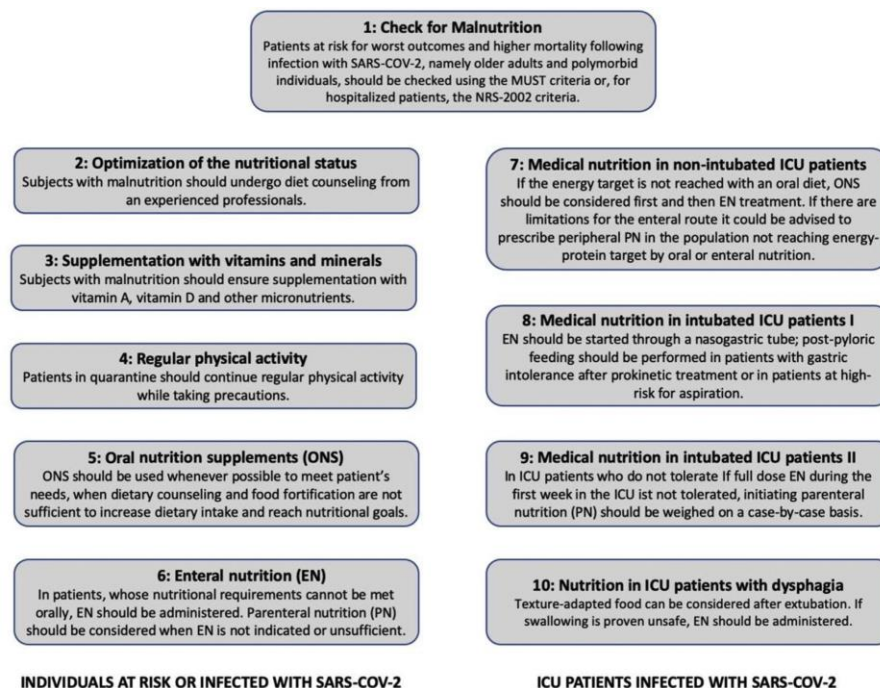 1: Check for Malnutrition
Patients at risk for worst outcomes and higher mortality following
infection with SARS-COV-2, namely older adults and polymorbid
individuals, should be checked using the MUST criteria or, for
hospitalized patients, the NRS-2002 criteria.
2: Optimization of the nutritional status
Subjects with malnutrition should undergo diet counseling from
an experienced professionals.
3: Supplementation with vitamins and minerals
Subjects with malnutrition should ensure supplementation with
vitamin A, vitamin D and other micronutrients.
4: Regular physical activity
Patients in quarantine should continue regular physical activity
while taking precautions.
5: Oral nutrition supplements (ONS)
ONS should be used whenever possible to meet patient's
needs, when dietary counseling and food fortification are not
sufficient to increase dietary intake and reach nutritional goals.
6: Enteral nutrition (EN)
In patients, whose nutritional requirements cannot be met
orally, EN should be administered. Parenteral nutrition (PN)
should be considered when EN is not indicated or unsufficient.
INDIVIDUALS AT RISK OR INFECTED WITH SARS-COV-2
7: Medical nutrition in non-intubated ICU patients
If the energy target is not reached with an oral diet, ONS
should be considered first and then EN treatment. If there are
limitations for the enteral route it could be advised to
prescribe peripheral PN in the population not reaching energy-
protein target by oral or enteral nutrition.
8: Medical nutrition in intubated ICU patients I
EN should be started through a nasogastric tube; post-pyloric
feeding should be performed in patients with gastric
intolerance after prokinetic treatment or in patients at high-
risk for aspiration.
9: Medical nutrition in intubated ICU patients II
In ICU patients who do not tolerate If full dose EN during the
first week in the ICU ist not tolerated, initiating parenteral
nutrition (PN) should be weighed on a case-by-case basis.
10: Nutrition in ICU patients with dysphagia
Texture-adapted food can be considered after extubation. If
swallowing is proven unsafe, EN should be administered.
ICU PATIENTS INFECTED WITH SARS-COV-2